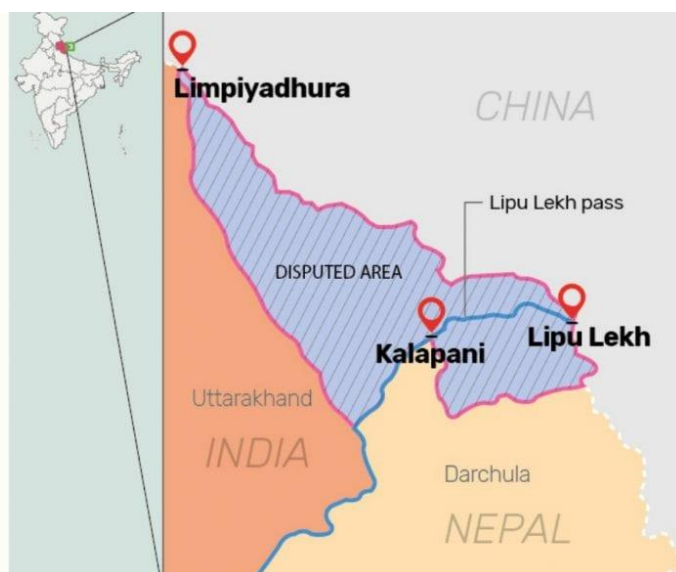 Limpiyadhura
CHINA
Lipu Lekh pass
DISPUTED AREA
Kalapani
Lipu Lekh
Uttarakhand
INDIA
Darchula
NEPAL